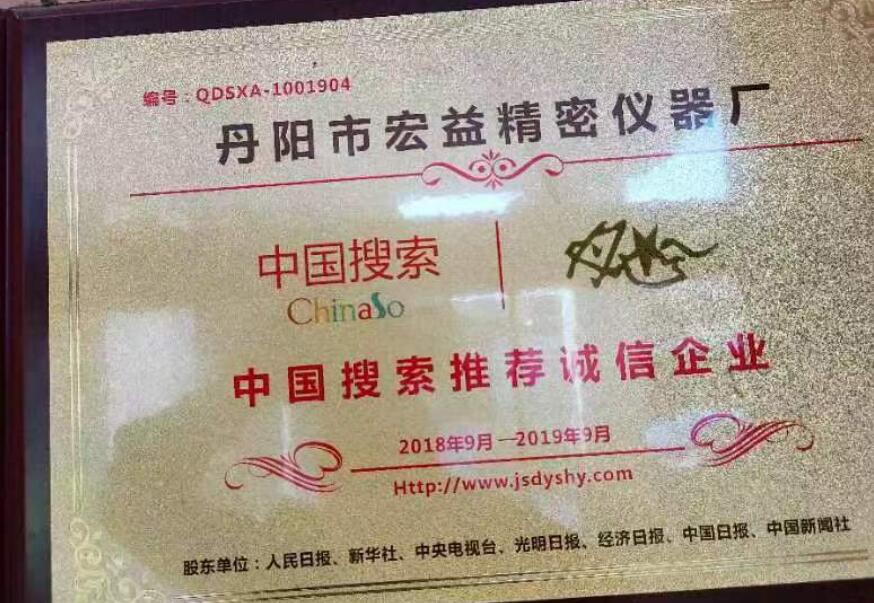 编号：QDSXA-1001904
丹阳市宏益精密仪器厂
中国搜索
ChinaSo
中国搜索推荐诚信企业
2018年9月—2019年9月
Http://www.jsdyshy.com
股东单位：人民日报、新华社、中央电视台、光明日报、经济日报、中国日报、中国新闻社